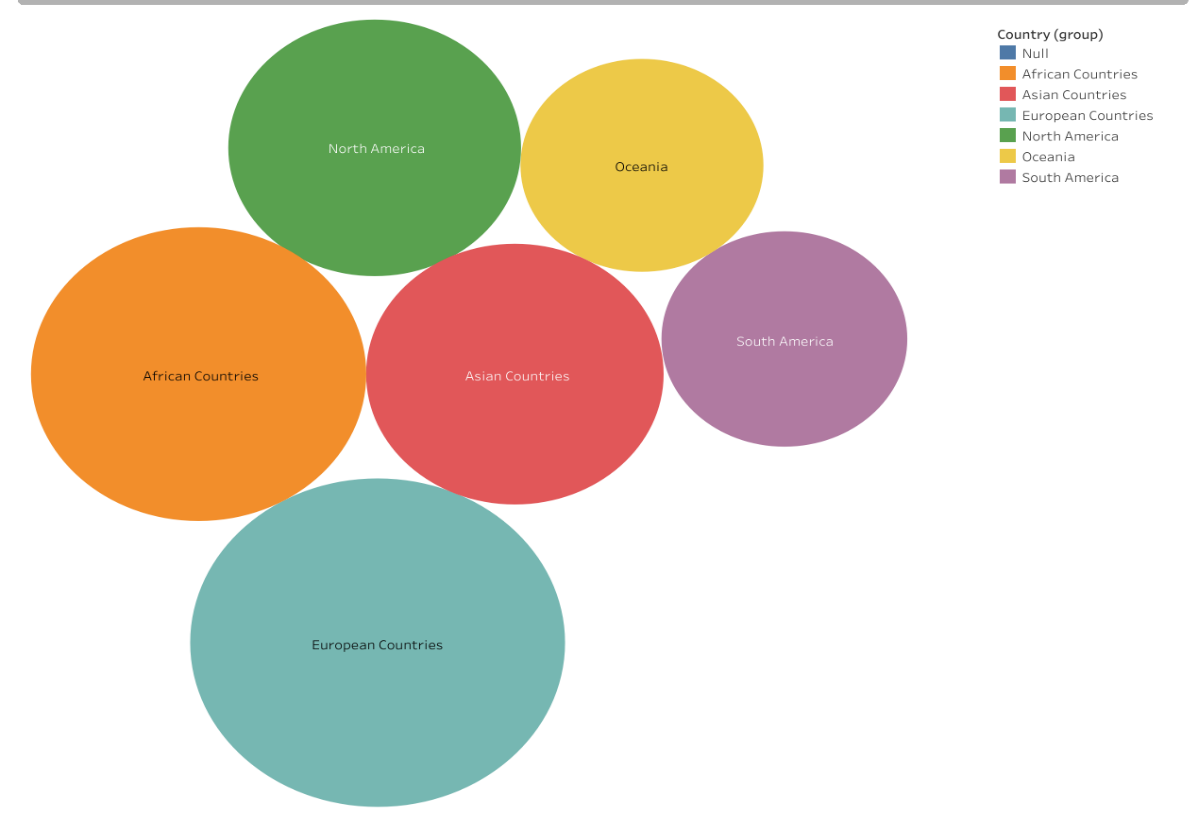 North America
Oceania
South America
African Countries
Asian Countries
European Countries
Country (group)
Null
African Countries
Asian Countries
European Countries
North America
Oceania
South America